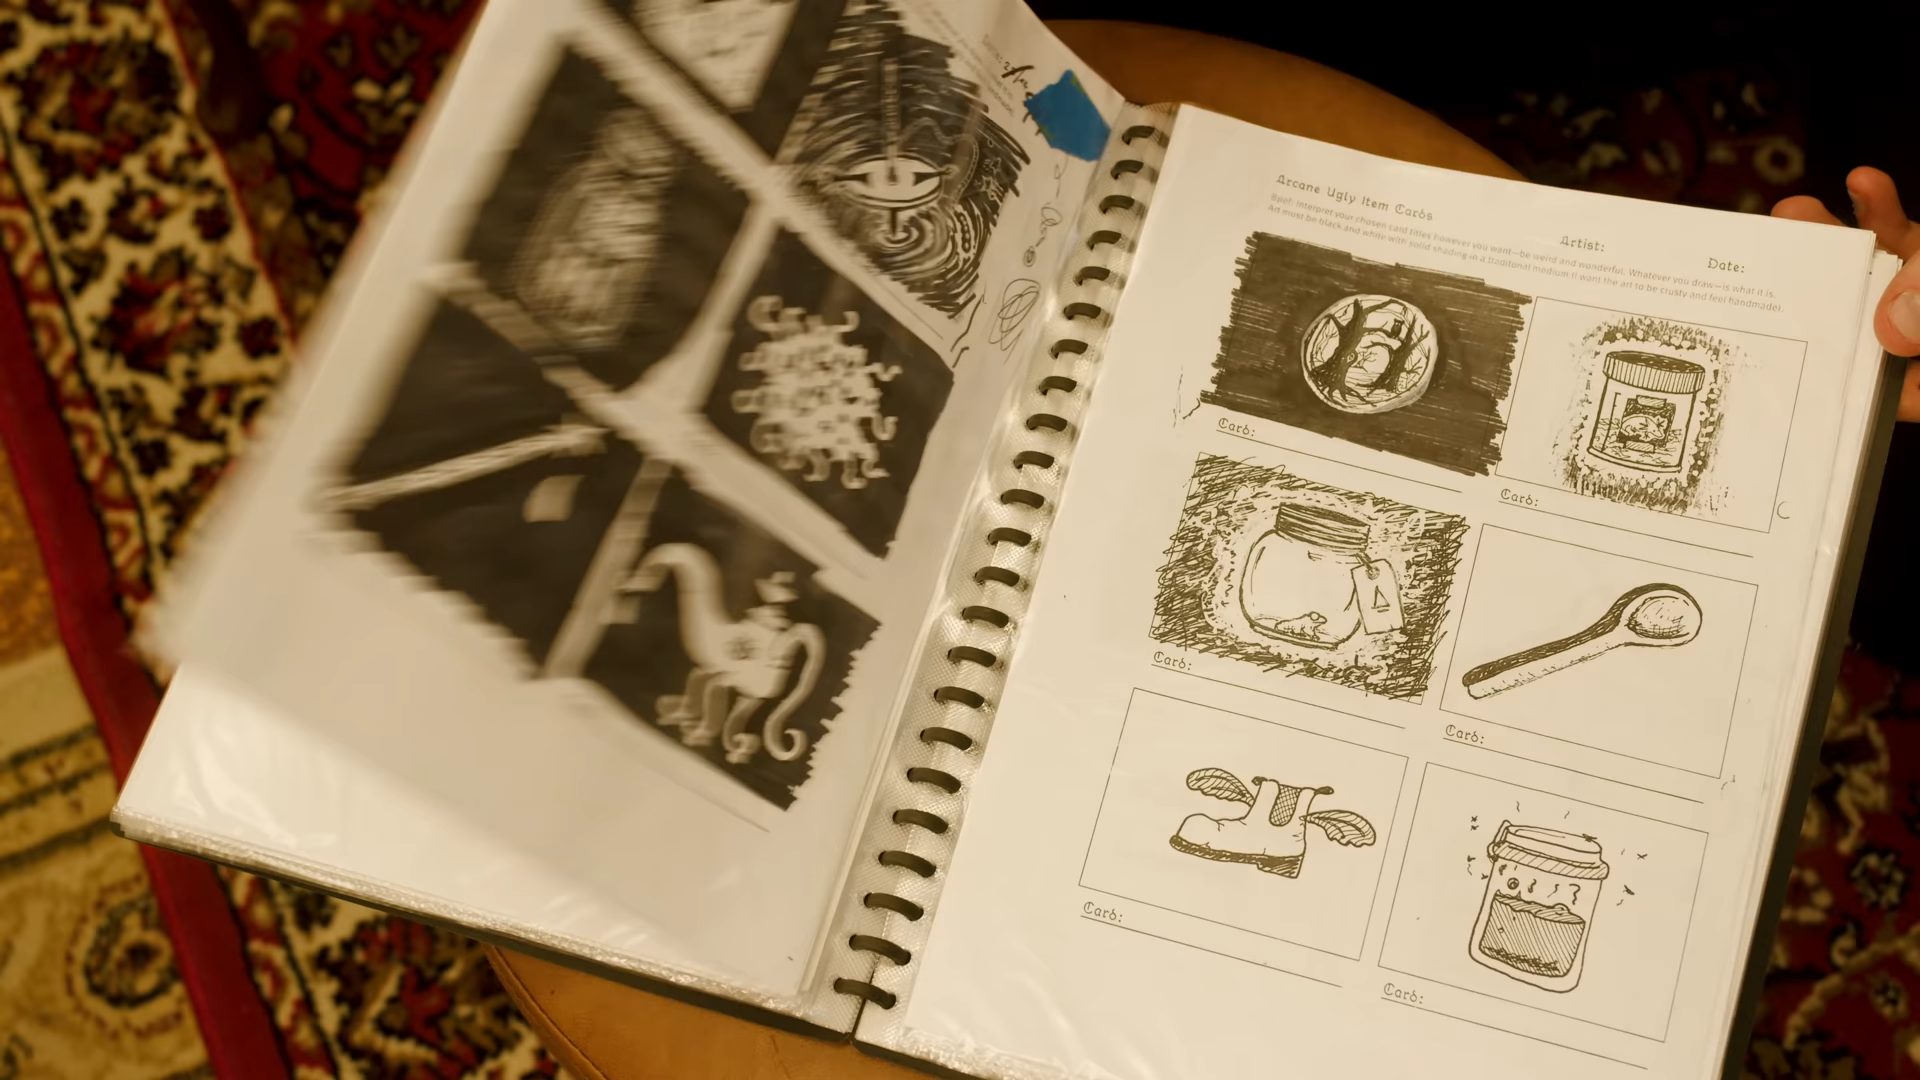 Arcane Ugly Item Cards
Artist:
Date:
Brief: Interpret your chosen card titles however you want—be weird and wonderful. Whatever you draw—is what it is.
Art must be black and white with solid shading in a traditional medium (I want the art to be crusty and feel handmade).
Card:
Card:
Card:
Card:
Card:
Card: